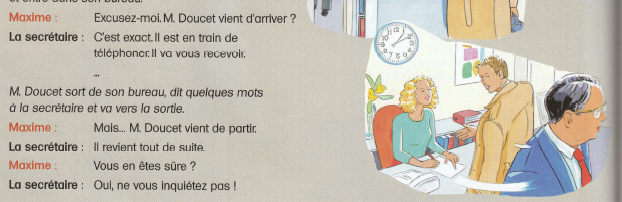 et entre dans son bureau.
Maxime : Excusez-moi. M. Doucet vient d'arriver ?
La secrétaire : C'est exact. Il est en train de
téléphoner. Il va vous recevoir.
...
M. Doucet sort de son bureau, dit quelques mots
à la secrétaire et va vers la sortie.
Maxime : Mais... M. Doucet vient de partir.
La secrétaire : Il revient tout de suite.
Maxime : Vous en êtes sûre ?
La secrétaire : Oui, ne vous inquiétez pas !